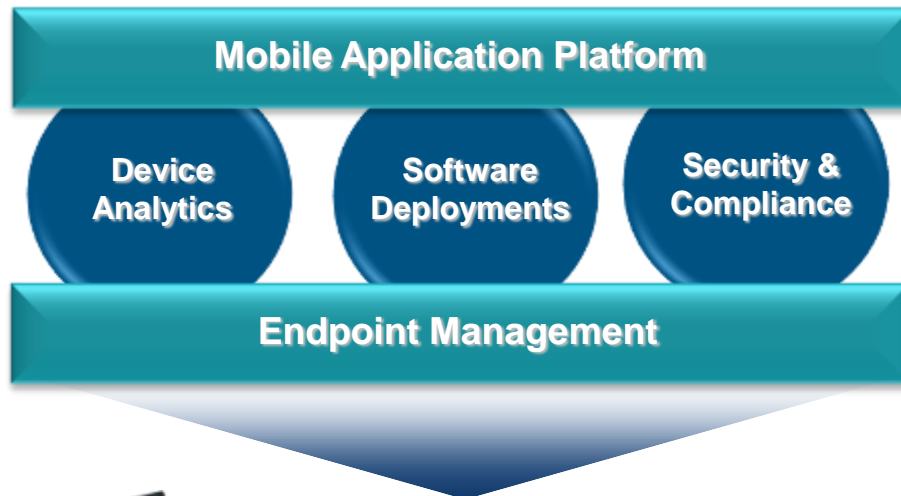 Mobile Application Platform
Device
Analytics
Software
Deployments
Security &
Compliance
Endpoint Management